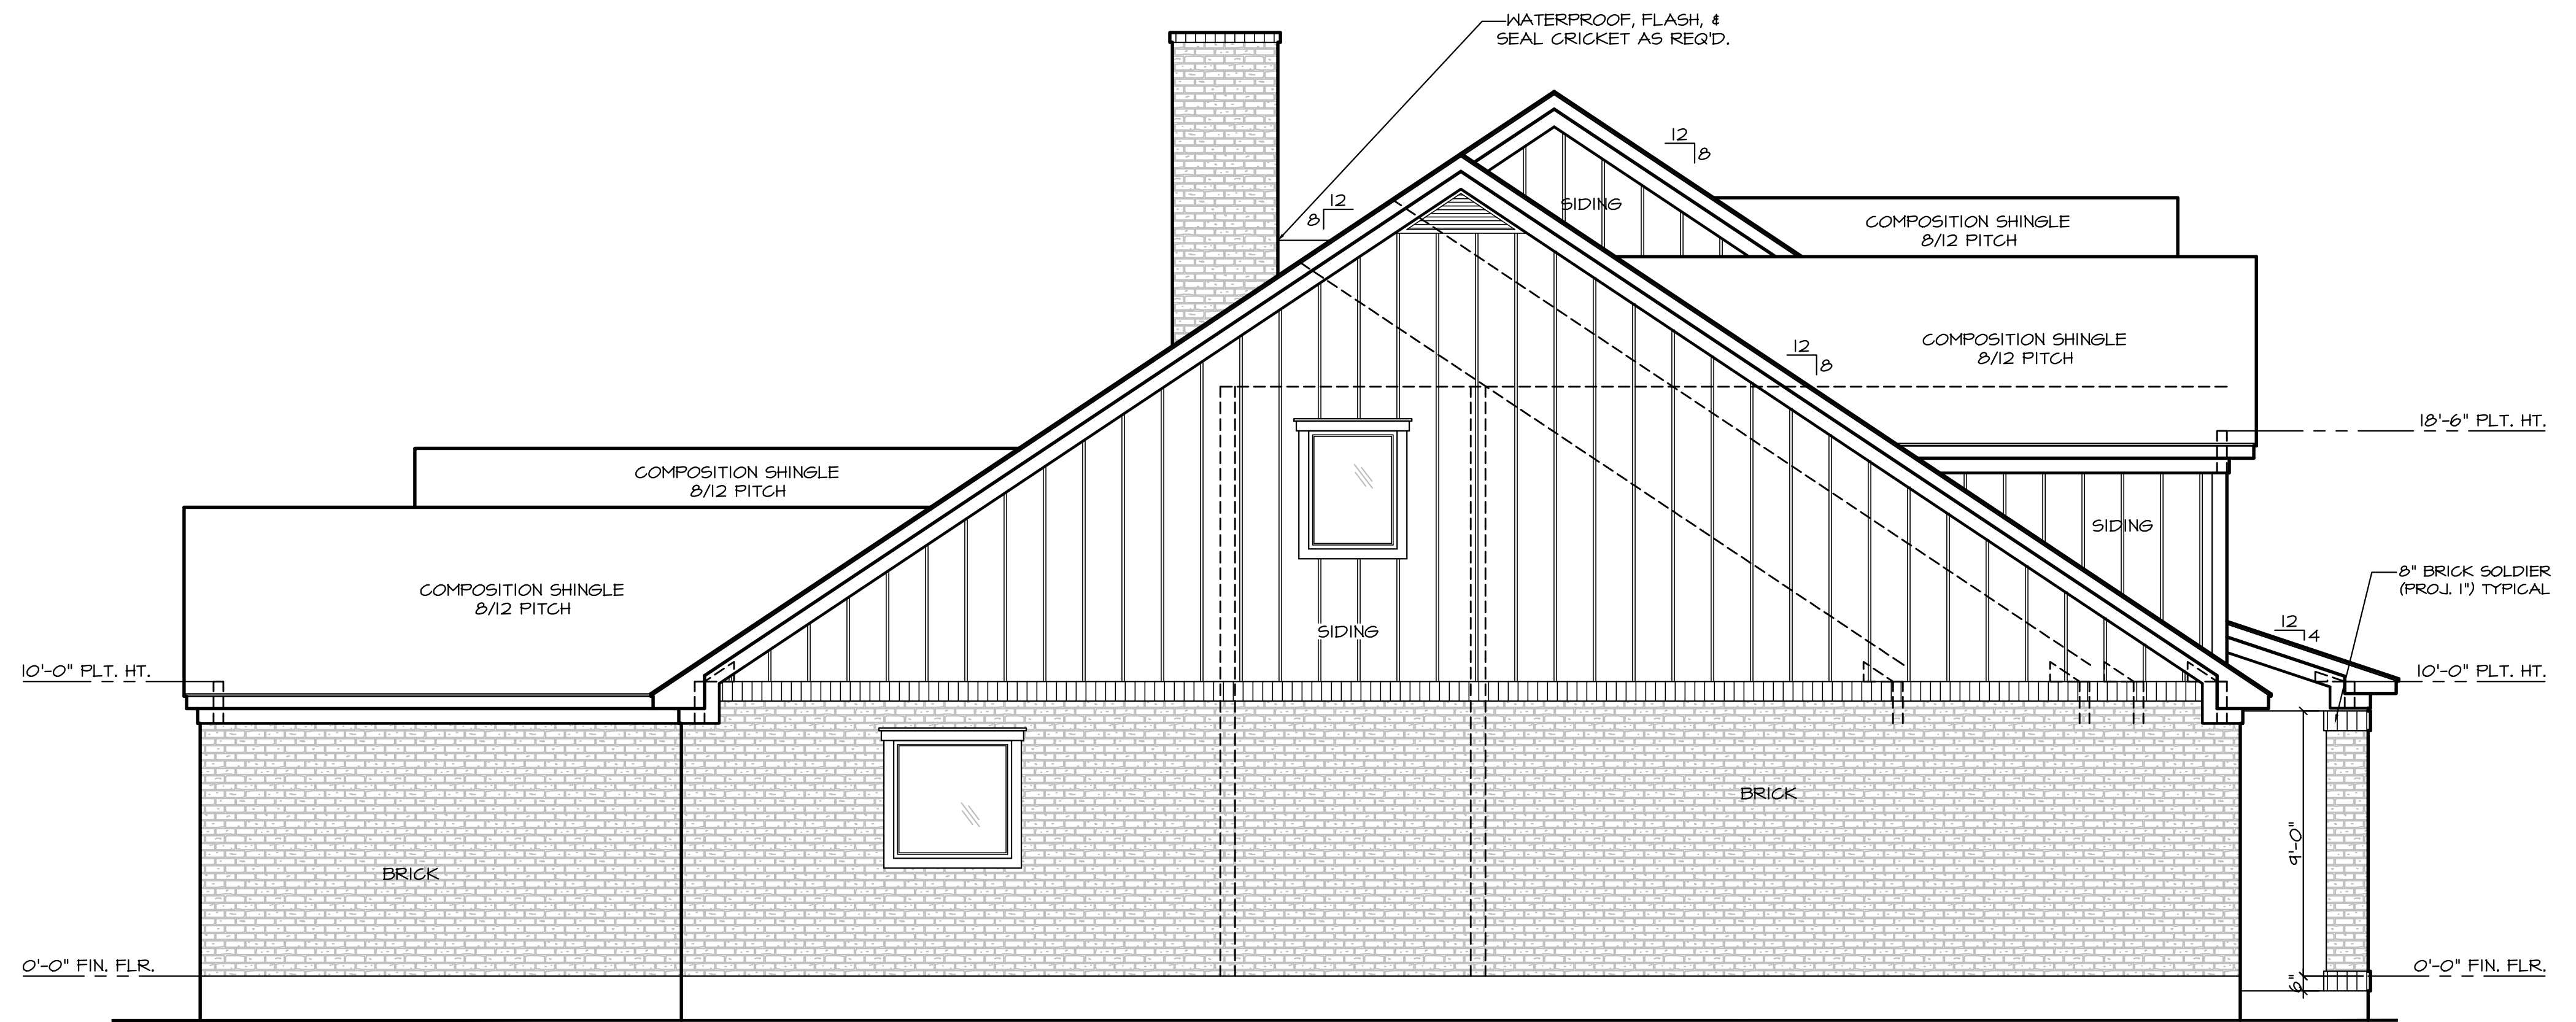 WATERPROOF, FLASH, &
SEAL CRICKET AS REQ'D.
12
8
12
8
SIDING
COMPOSITION SHINGLE
8/12 PITCH
COMPOSITION SHINGLE
8/12 PITCH
12
8
18'-6" PLT. HT.
COMPOSITION SHINGLE
8/12 PITCH
SIDING
8" BRICK SOLDIER
(PROJ. 1") TYPICAL
COMPOSITION SHINGLE
8/12 PITCH
SIDING
12
4
10'-0" PLT. HT.
10'-0" PLT. HT.
BRICK
9'-0"
BRICK
0'-0" FIN. FLR.
0'-0" FIN. FLR.
6"